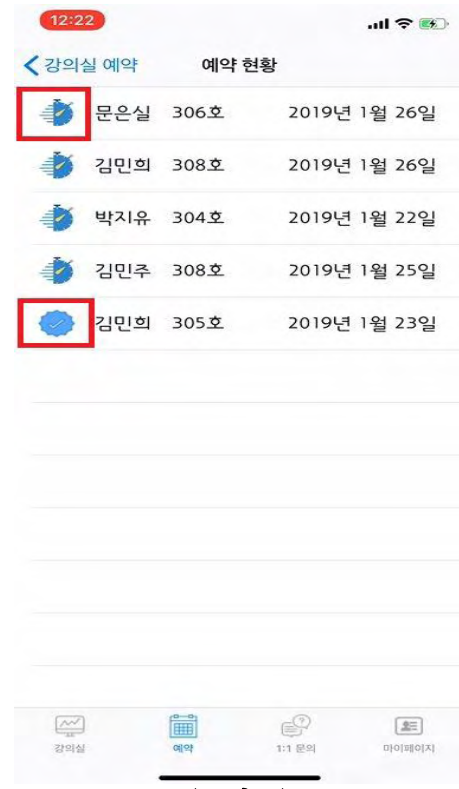 12:22
강의실 예약 예약 현황
문은실 306호 2019년 1월 26일
김민희 308호 2019년 1월 26일
박지유 304호 2019년 1월 22일
김민주 308호 2019년 1월 25일
김민희 305호 2019년 1월 23일
강의실 예약 1:1 문의 마이페이지